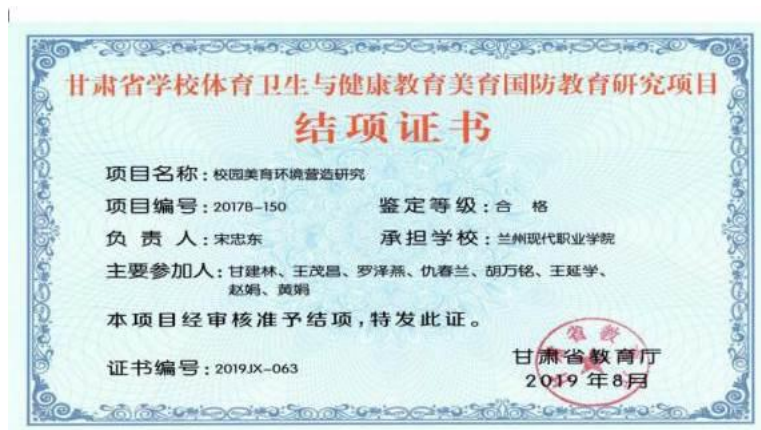 甘肃省学校体育卫生与健康教育美育国防教育研究项目
结项证书
项目名称：校园美育环境营造研究
项目编号：2017B-150 鉴定等级：合 格
负 责 人：宋忠东 承担学校：兰州现代职业学院
主要参加人：甘建林、王茂昌、罗泽燕、仇春兰、胡万铭、王延学、
赵娟、黄娟
本项目经审核准予结项，特发此证。
证书编号：2019JX-063
甘肃省教育厅
2019 年8月